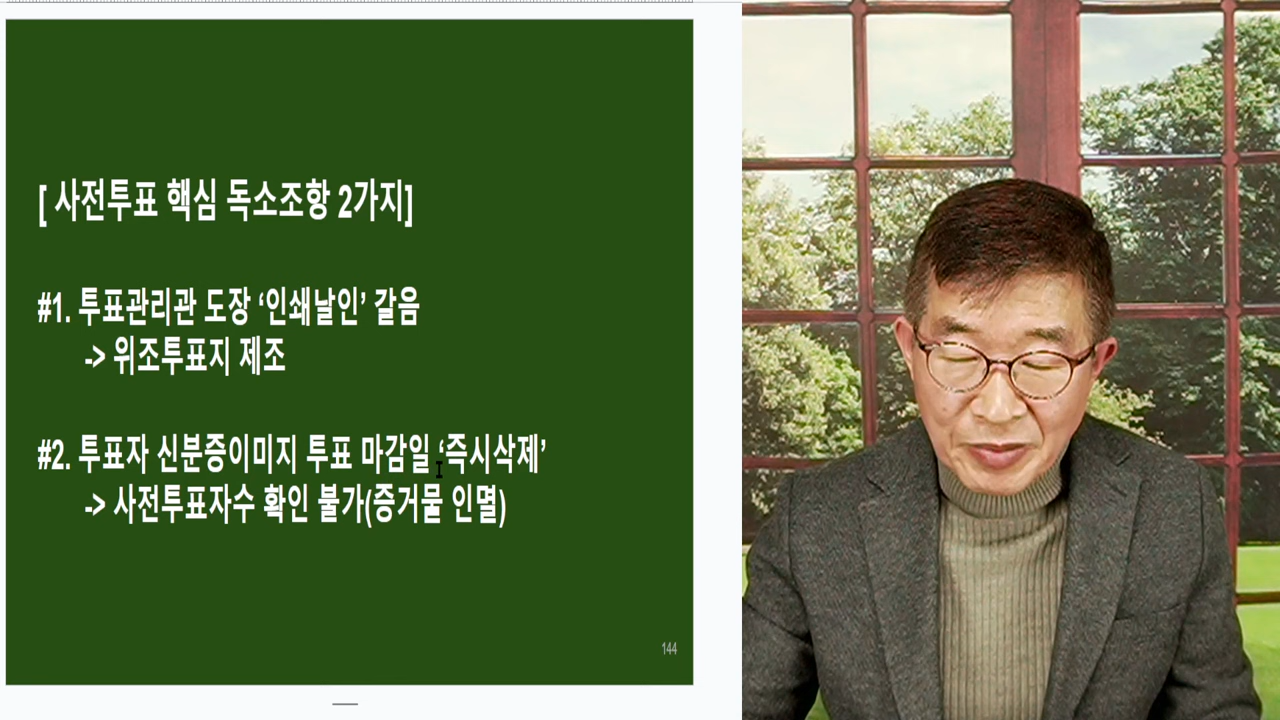 [ 사전투표 핵심 독소조항 2가지]
#1. 투표관리관 도장 ‘인쇄날인’ 갈음
-> 위조투표지 제조
#2. 투표자 신분증이미지 투표 마감일 ‘즉시삭제’
-> 사전투표자수 확인 불가(증거물 인멸)
144